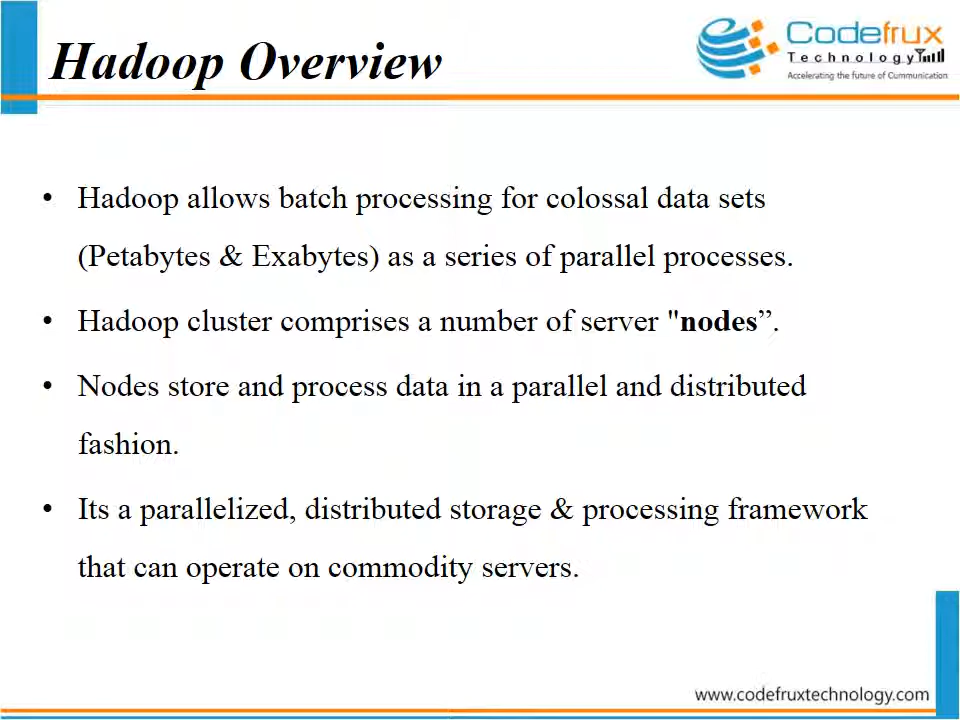 Hadoop Overview
Codefrux
Technology
Accelerating the future of Communication
• Hadoop allows batch processing for colossal data sets
(Petabytes & Exabytes) as a series of parallel processes.
• Hadoop cluster comprises a number of server "nodes”.
• Nodes store and process data in a parallel and distributed
fashion.
• Its a parallelized, distributed storage & processing framework
that can operate on commodity servers.
www.codefruxtechnology.com